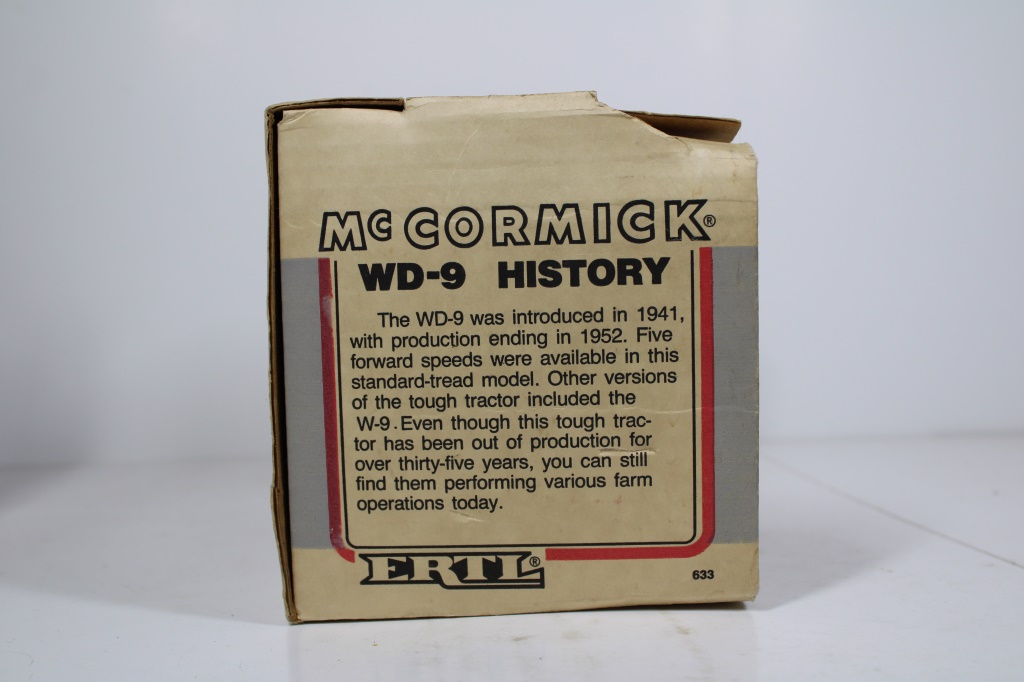 McCORMICK®
WD-9 HISTORY
The WD-9 was introduced in 1941,
with production ending in 1952. Five
forward speeds were available in this
standard-tread model. Other versions
of the tough tractor included the
W-9. Even though this tough trac-
tor has been out of production for
over thirty-five years, you can still
find them performing various farm
operations today.
ERTL®
633